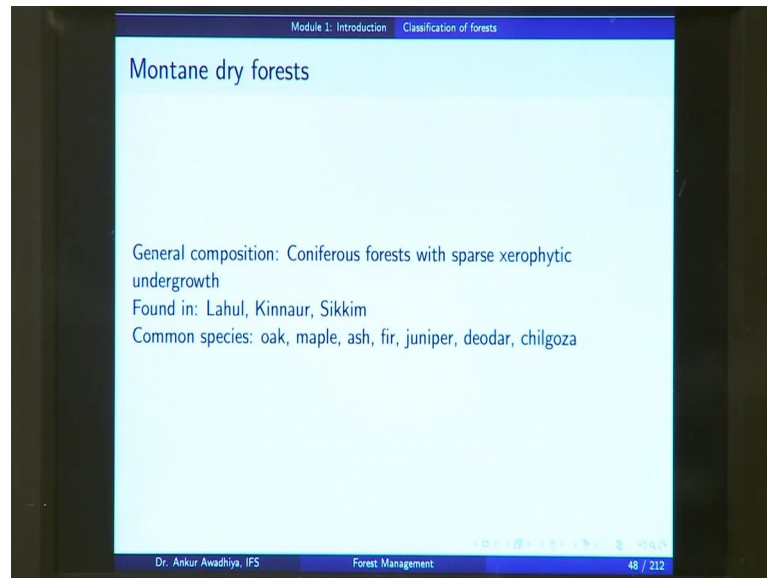 Module 1: Introduction Classification of forests
Montane dry forests
General composition: Coniferous forests with sparse xerophytic
undergrowth
Found in: Lahul, Kinnaur, Sikkim
Common species: oak, maple, ash, fir, juniper, deodar, chilgoza
Dr. Ankur Awadhiya, IFS Forest Management 48 / 212